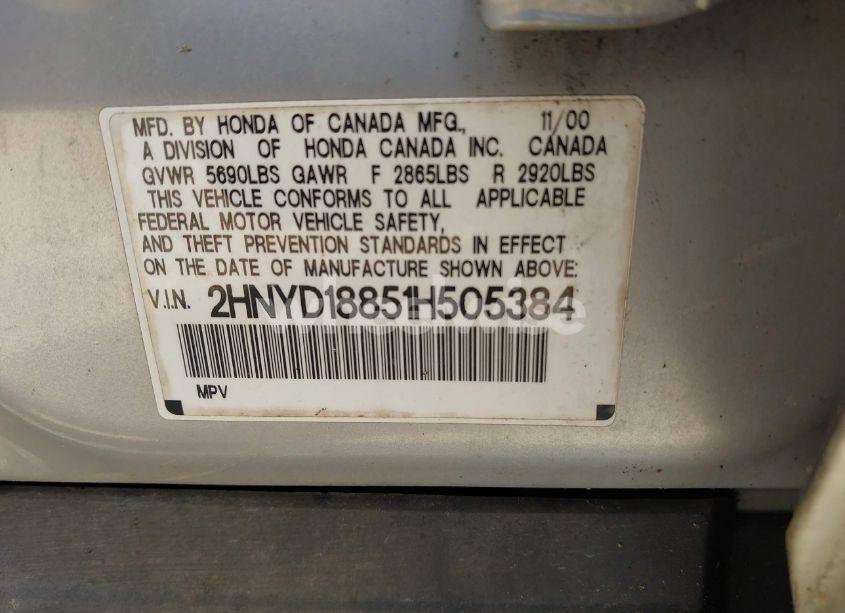 MFD. BY HONDA OF CANADA MFG., 11/00
A DIVISION OF HONDA CANADA INC. CANADA
GVWR 5690LBS GAWR F 2865LBS R 2920LBS
THIS VEHICLE CONFORMS TO ALL APPLICABLE
FEDERAL MOTOR VEHICLE SAFETY,
AND THEFT PREVENTION STANDARDS IN EFFECT
ON THE DATE OF MANUFACTURE SHOWN ABOVE:
V.I.N. 2HNYD18851H505384
MPV